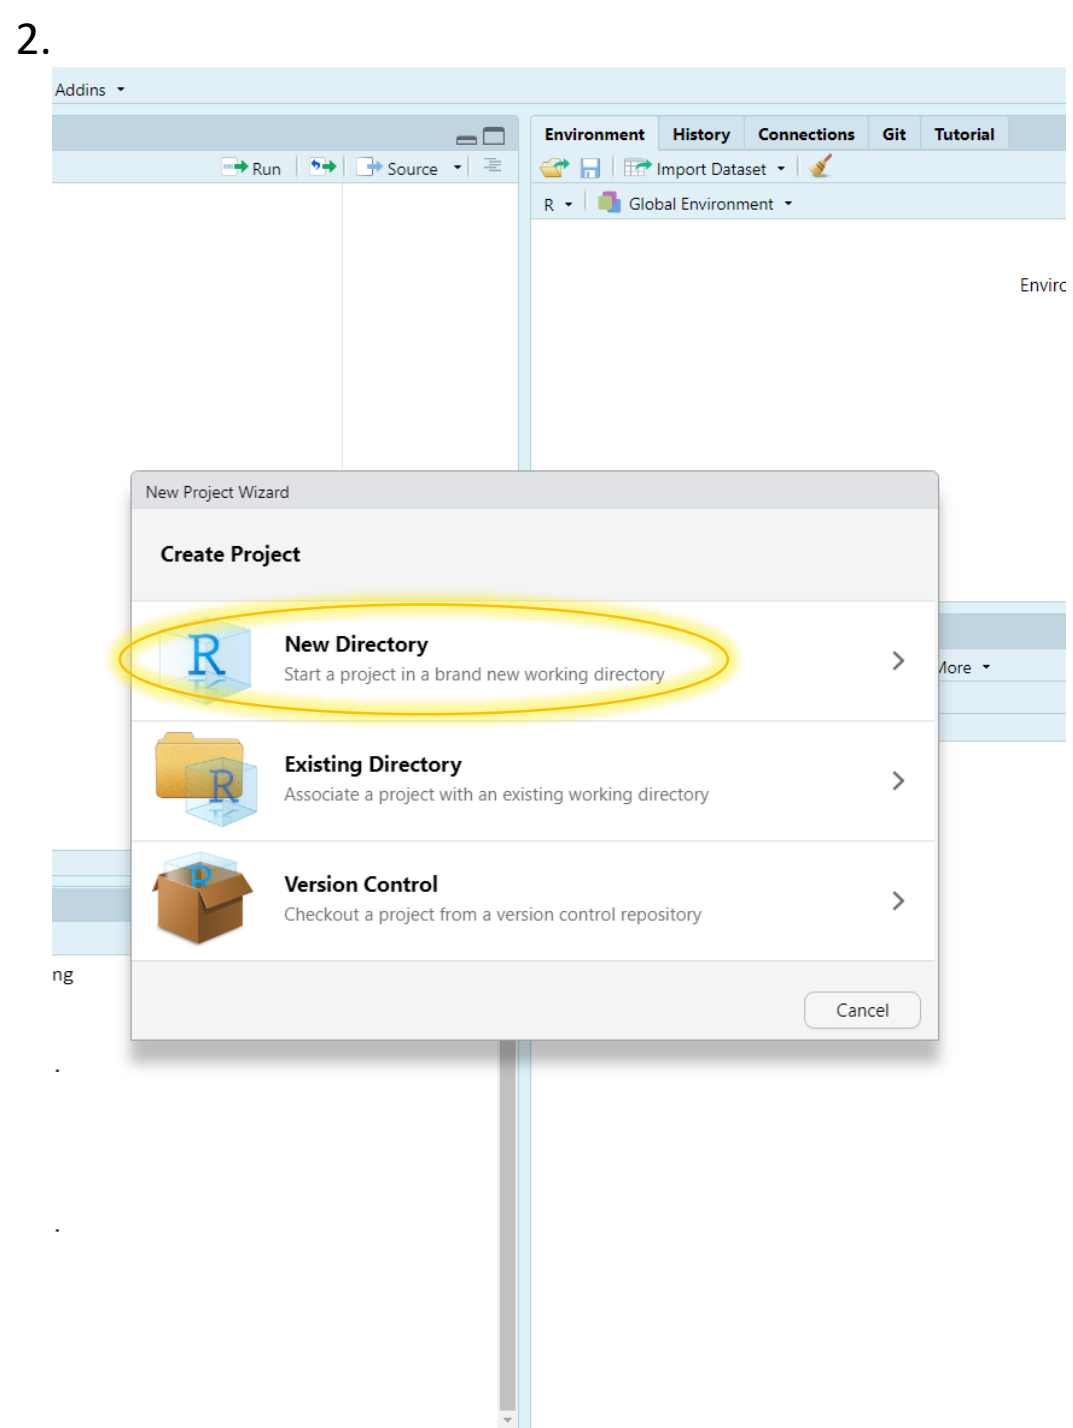 2.
Addins
Environment History Connections Git Tutorial
Run Source Import Dataset
R Global Environment
Enviro
New Project Wizard
Create Project
R New Directory
Start a project in a brand new working directory
More
R Existing Directory
Associate a project with an existing working directory
R Version Control
Checkout a project from a version control repository
ng
Cancel
.
.